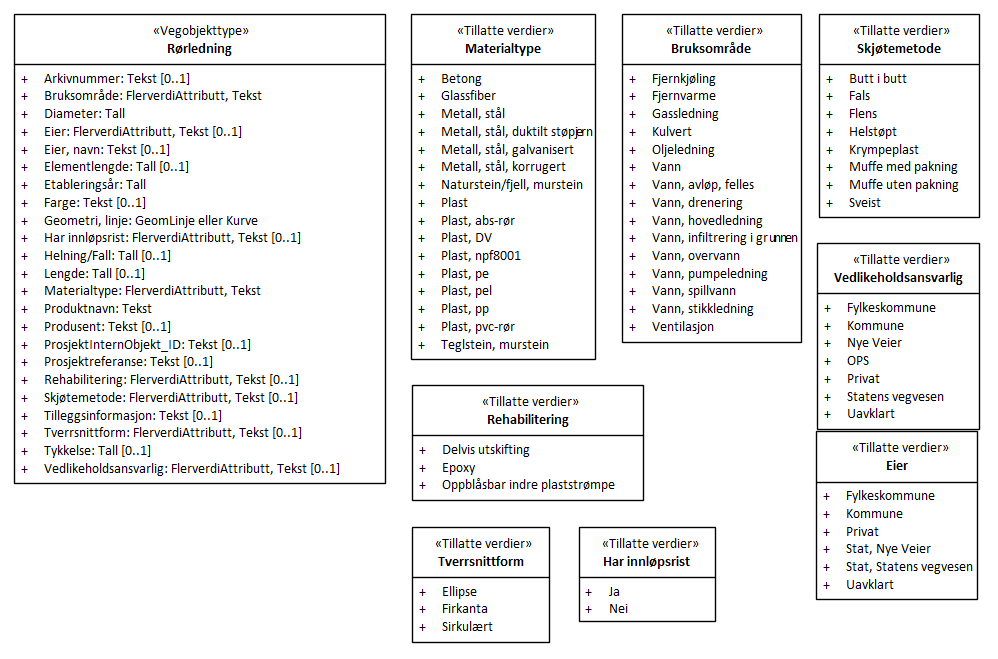 «Vegobjekttype»
Rørledning
+ Arkivnummer: Tekst [0..1]
+ Bruksområde: FlerverdiAttributt, Tekst
+ Diameter: Tall
+ Eier: FlerverdiAttributt, Tekst [0..1]
+ Eier, navn: Tekst [0..1]
+ Elementlengde: Tall [0..1]
+ Etableringsår: Tall
+ Farge: Tekst [0..1]
+ Geometri, linje: GeomLinje eller Kurve
+ Har innløpsrist: FlerverdiAttributt, Tekst [0..1]
+ Helning/Fall: Tall [0..1]
+ Lengde: Tall [0..1]
+ Materialtype: FlerverdiAttributt, Tekst
+ Produktnavn: Tekst
+ Produsent: Tekst [0..1]
+ ProsjektInternObjekt_ID: Tekst [0..1]
+ Prosjektreferanse: Tekst [0..1]
+ Rehabilitering: FlerverdiAttributt, Tekst [0..1]
+ Skjøtemetode: FlerverdiAttributt, Tekst [0..1]
+ Tilleggsinformasjon: Tekst [0..1]
+ Tverrsnittform: FlerverdiAttributt, Tekst [0..1]
+ Tykkelse: Tall [0..1]
+ Vedlikeholdsansvarlig: FlerverdiAttributt, Tekst [0..1]
«Tillatte verdier»
Materialtype
+ Betong
+ Glassfiber
+ Metall, stål
+ Metall, stål, duktilt støpjern
+ Metall, stål, galvanisert
+ Metall, stål, korrugert
+ Naturstein/fjell, murstein
+ Plast
+ Plast, abs-rør
+ Plast, DV
+ Plast, npf8001
+ Plast, pe
+ Plast, pel
+ Plast, pp
+ Plast, pvc-rør
+ Teglstein, murstein
«Tillatte verdier»
Bruksområde
+ Fjernkjøling
+ Fjernvarme
+ Gassledning
+ Kulvert
+ Oljeledning
+ Vann
+ Vann, avløp, felles
+ Vann, drenering
+ Vann, hovedledning
+ Vann, infiltrering i grunnen
+ Vann, overvann
+ Vann, pumpeledning
+ Vann, spillvann
+ Vann, stikkledning
+ Ventilasjon
«Tillatte verdier»
Skjøtemetode
+ Butt i butt
+ Fals
+ Flens
+ Helstøpt
+ Krympeplast
+ Muffe med pakning
+ Muffe uten pakning
+ Sveist
«Tillatte verdier»
Vedlikeholdsansvarlig
+ Fylkeskommune
+ Kommune
+ Nye Veier
+ OPS
+ Privat
+ Statens vegvesen
+ Uavklart
«Tillatte verdier»
Rehabilitering
+ Delvis utskifting
+ Epoxy
+ Oppblåsbar indre plaststrømpe
«Tillatte verdier»
Eier
+ Fylkeskommune
+ Kommune
+ Privat
+ Stat, Nye Veier
+ Stat, Statens vegvesen
+ Uavklart
«Tillatte verdier»
Tverrsnittform
+ Ellipse
+ Firkanta
+ Sirkulært
«Tillatte verdier»
Har innløpsrist
+ Ja
+ Nei